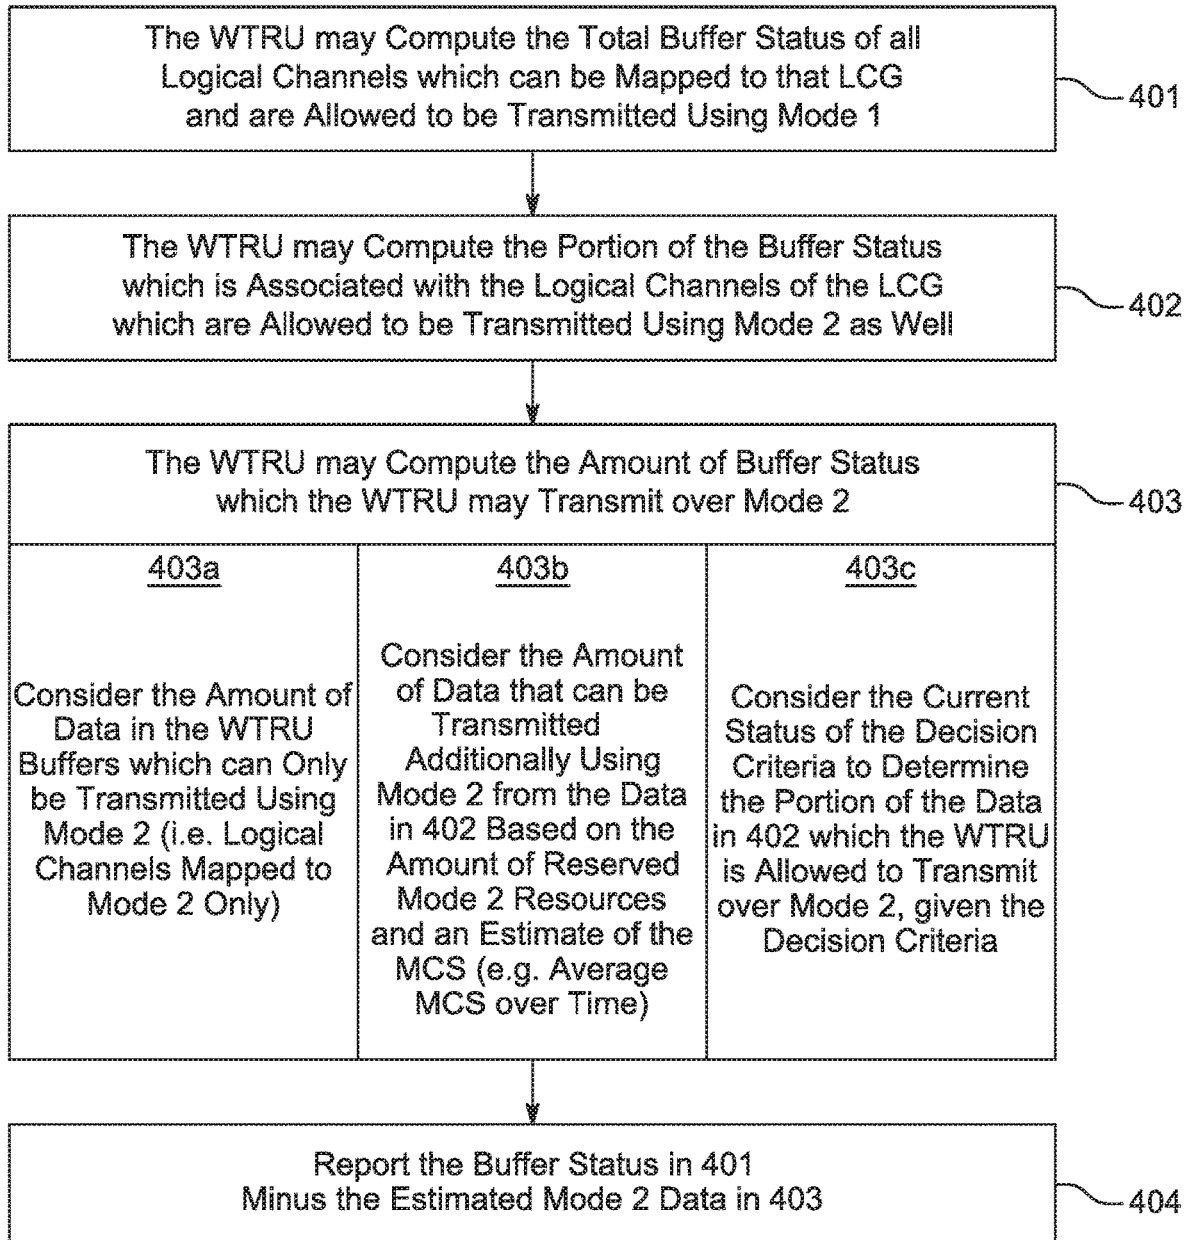 The WTRU may Compute the Total Buffer Status of all
Logical Channels which can be Mapped to that LCG
and are Allowed to be Transmitted Using Mode 1
401
The WTRU may Compute the Portion of the Buffer Status
which is Associated with the Logical Channels of the LCG
which are Allowed to be Transmitted Using Mode 2 as Well
402
The WTRU may Compute the Amount of Buffer Status
which the WTRU may Transmit over Mode 2
403
403a
Consider the Amount of
Data in the WTRU
Buffers which can Only
be Transmitted Using
Mode 2 (i.e. Logical
Channels Mapped to
Mode 2 Only)
403b
Consider the Amount
of Data that can be
Transmitted
Additionally Using
Mode 2 from the Data
in 402 Based on the
Amount of Reserved
Mode 2 Resources
and an Estimate of the
MCS (e.g. Average
MCS over Time)
403c
Consider the Current
Status of the Decision
Criteria to Determine
the Portion of the Data
in 402 which the WTRU
is Allowed to Transmit
over Mode 2, given the
Decision Criteria
Report the Buffer Status in 401
Minus the Estimated Mode 2 Data in 403
404